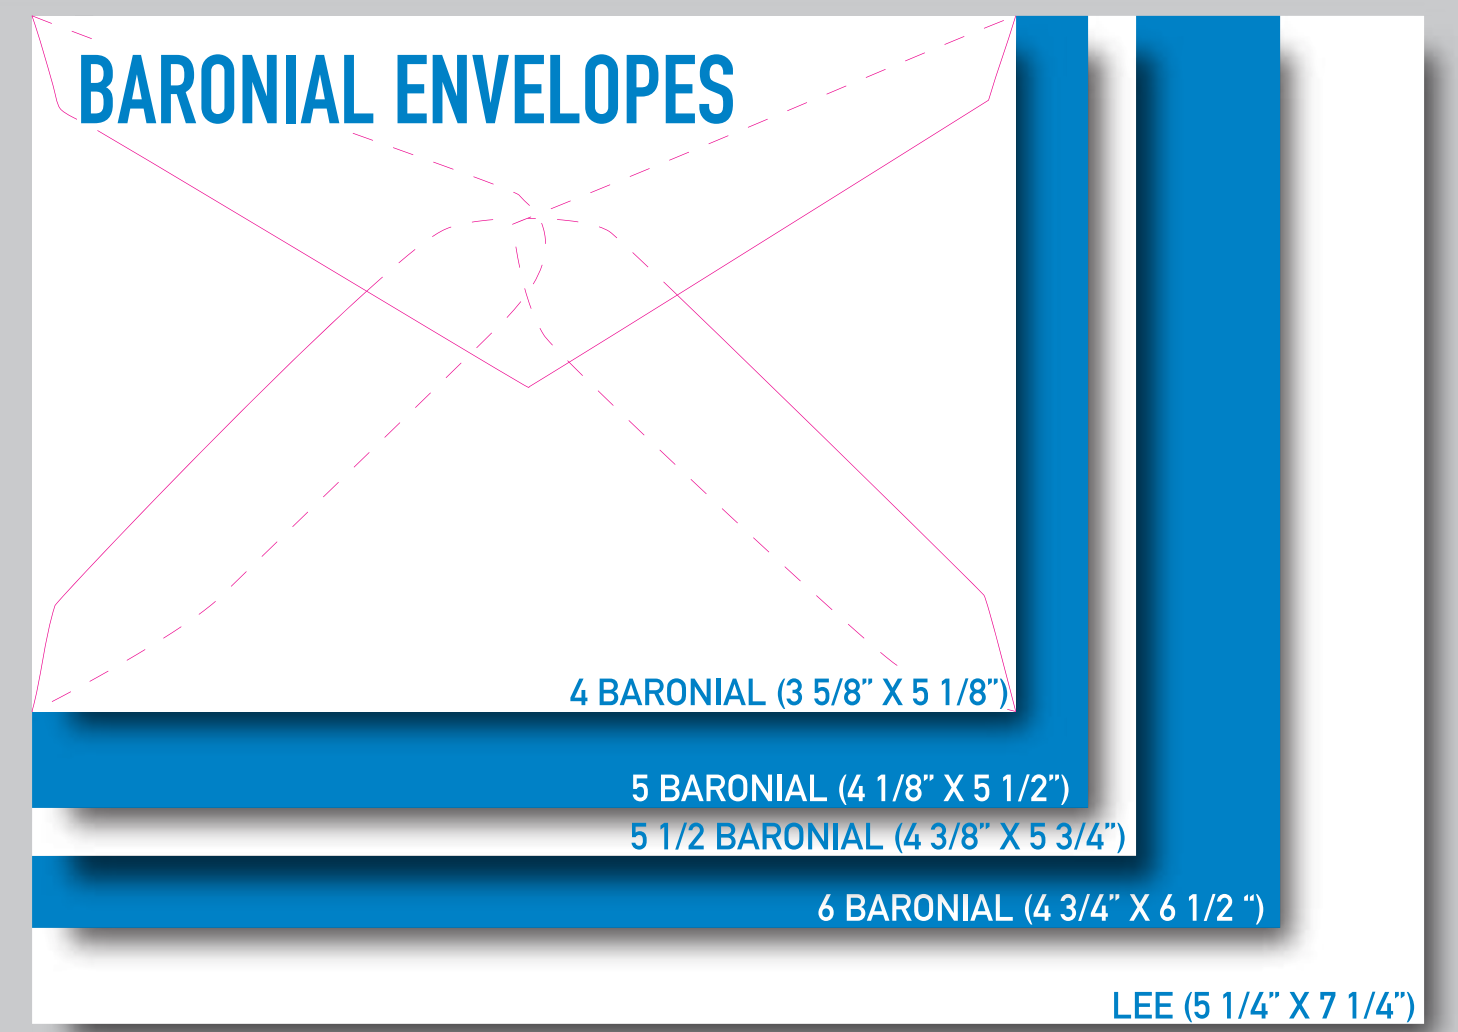 BARONIAL ENVELOPES
4 BARONIAL (3 5/8” X 5 1/8”)
5 BARONIAL (4 1/8” X 5 1/2”)
5 1/2 BARONIAL (4 3/8” X 5 3/4”)
6 BARONIAL (4 3/4” X 6 1/2 “)
LEE (5 1/4” X 7 1/4”)